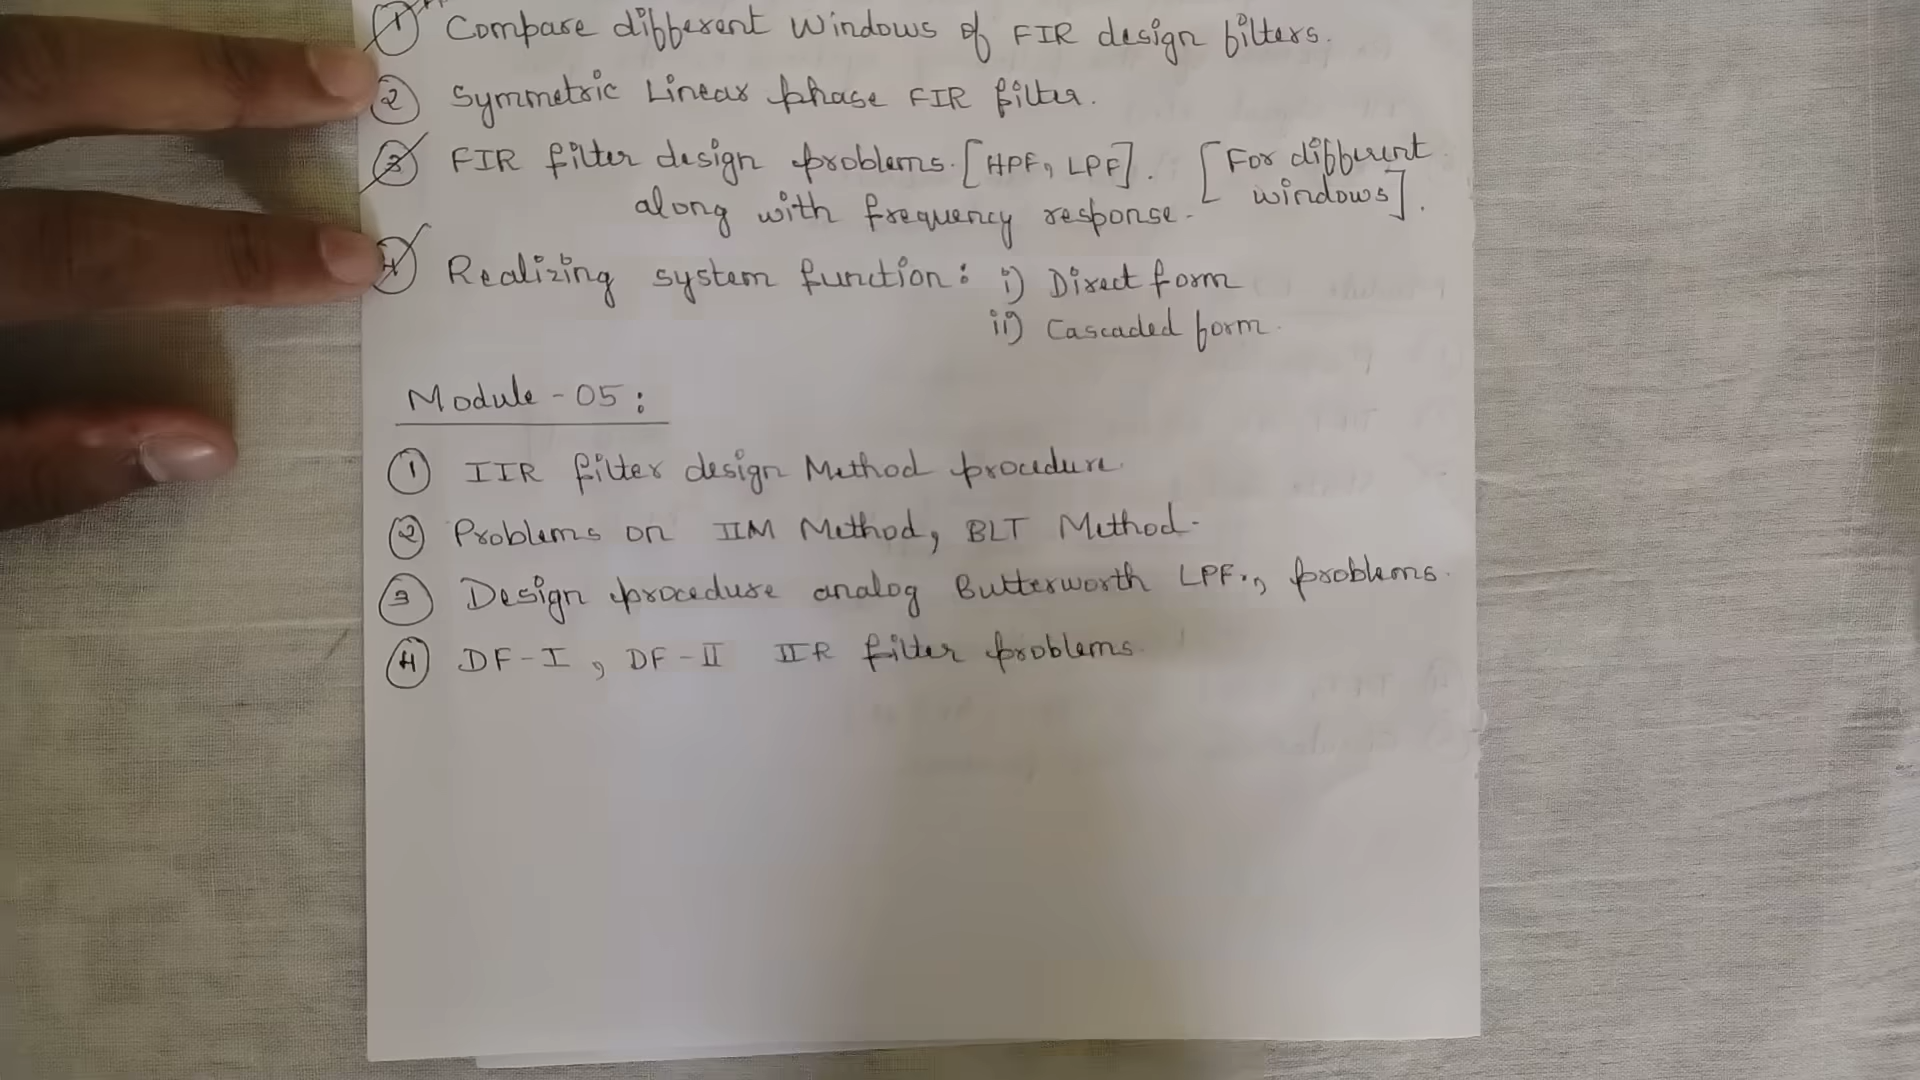 ① Compare different Windows of FIR design filters.
② Symmetric Linear phase FIR filter.
③ FIR filter design problems. [HPF, LPF]. [For different
along with frequency response. windows].
④ Realizing system function: i) Direct form
ii) Cascaded form.
Module - 05:
① IIR filter design Method procedure.
② Problems on IIM Method, BLT Method.
③ Design procedure analog Butterworth LPF., problems.
④ DF-I, DF-II IIR filter problems.